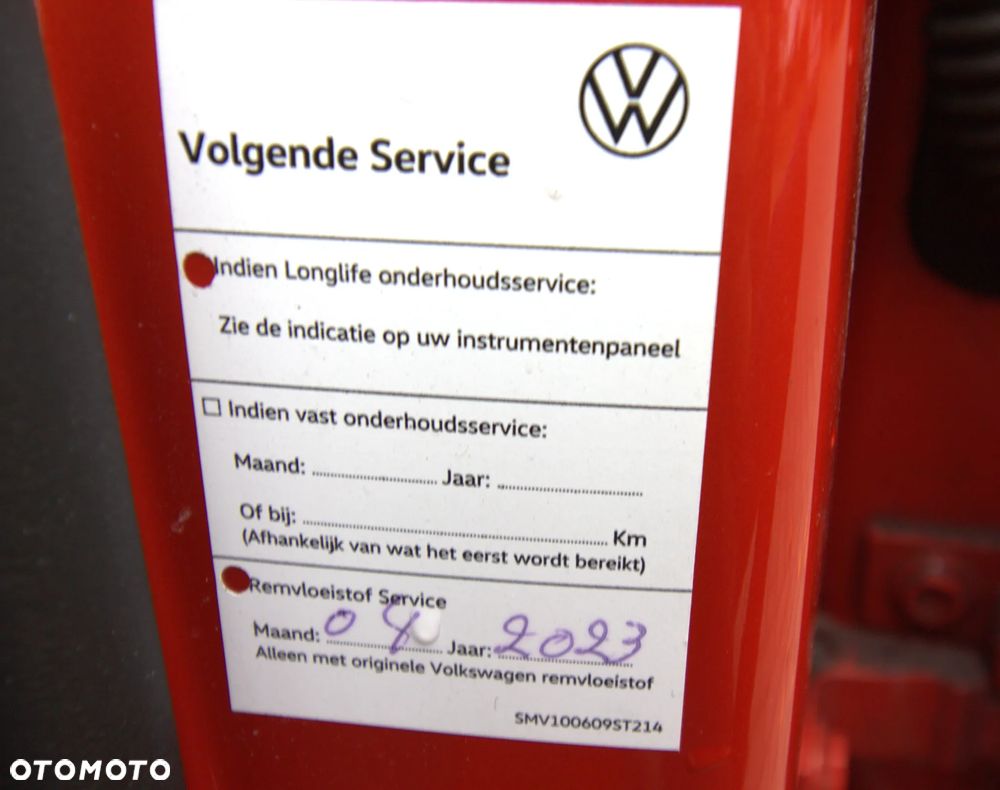 Volgende Service
Indien Longlife onderhoudsservice:
Zie de indicatie op uw instrumentenpaneel
Indien vast onderhoudsservice:
Maand: ........................ Jaar: ............................
Of bij: ............................................................ Km
(Afhankelijk van wat het eerst wordt bereikt)
Remvloeistof Service
Maand: 04 Jaar: 2023
Alleen met originele Volkswagen remvloeistof
SMV100609ST214
OTOMOTO